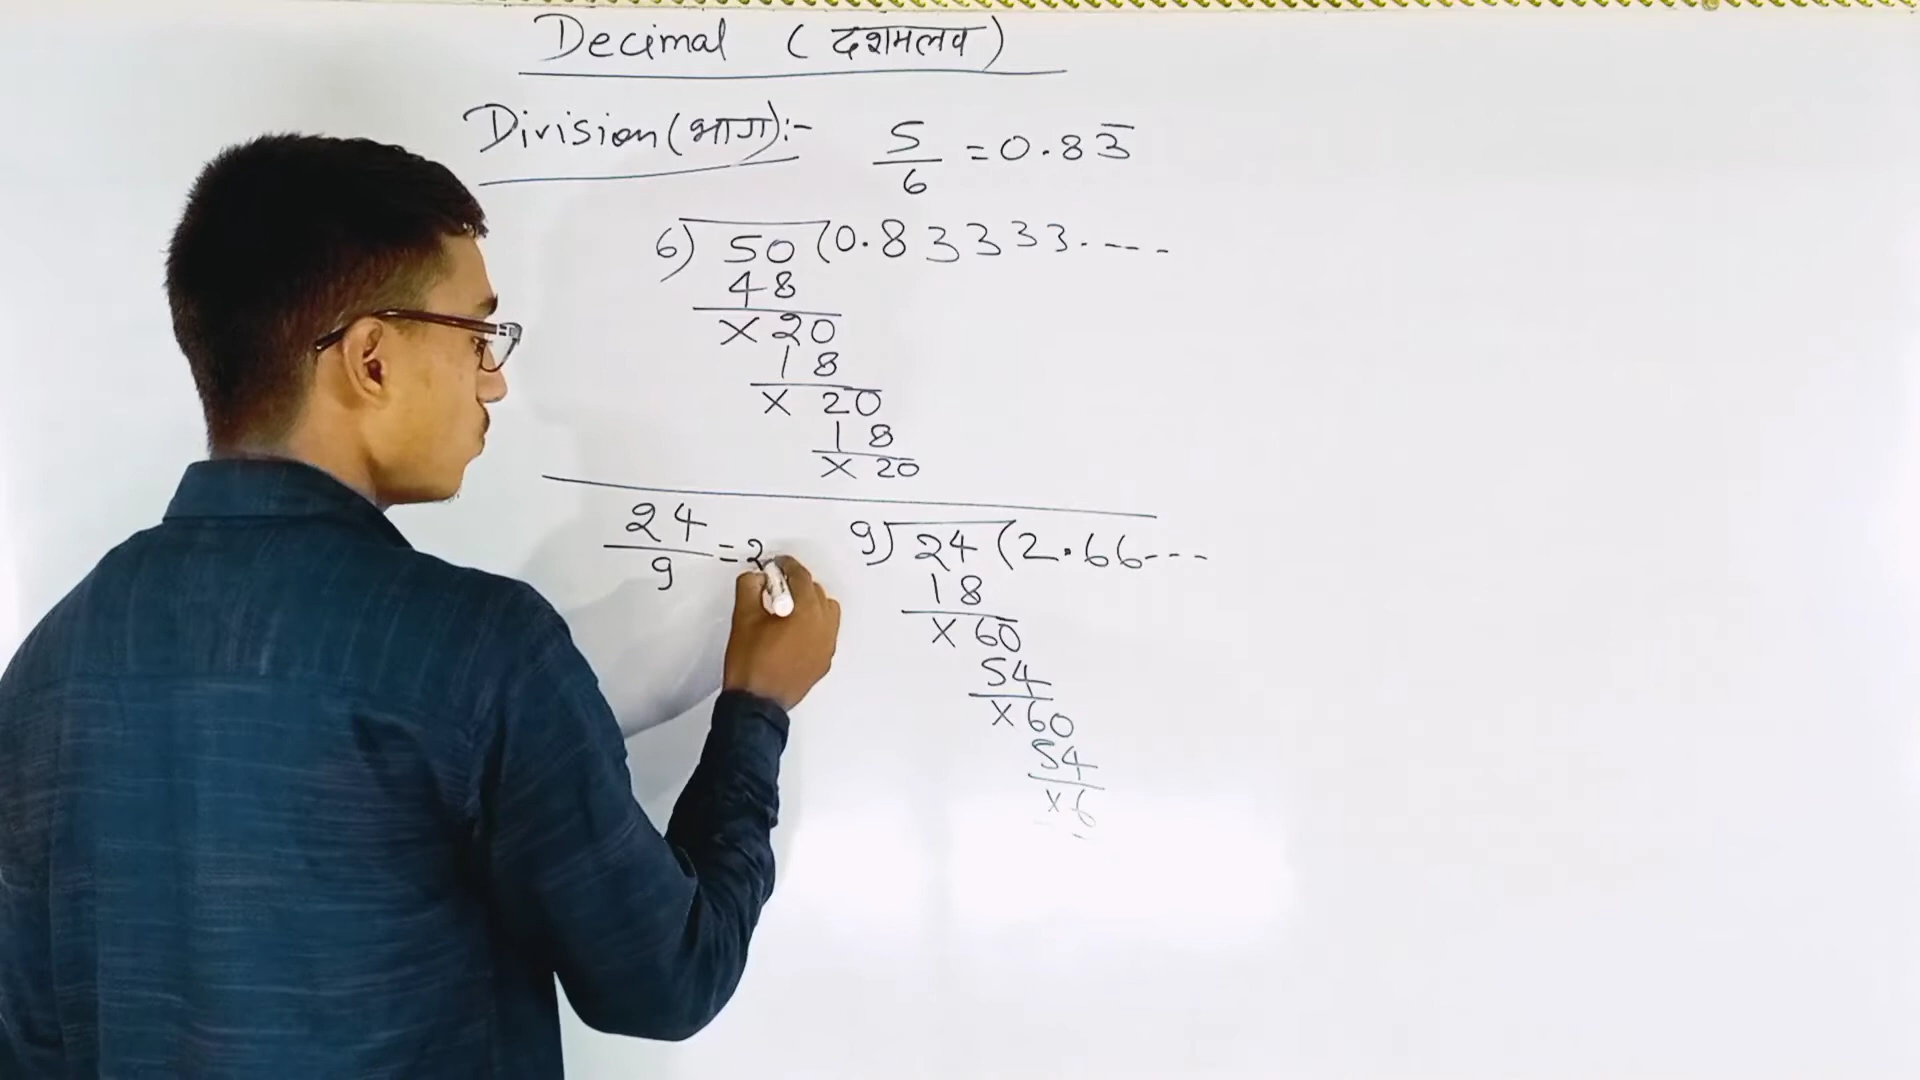 Decimal (दशमलव)
Division (भाग):-
5/6 = 0.83̅
6) 50 (0.83333.----
48
x 20
18
x 20
18
x 20
24/9 = 2
9) 24 (2.66---
18
x 60
54
x 60
54
x 6